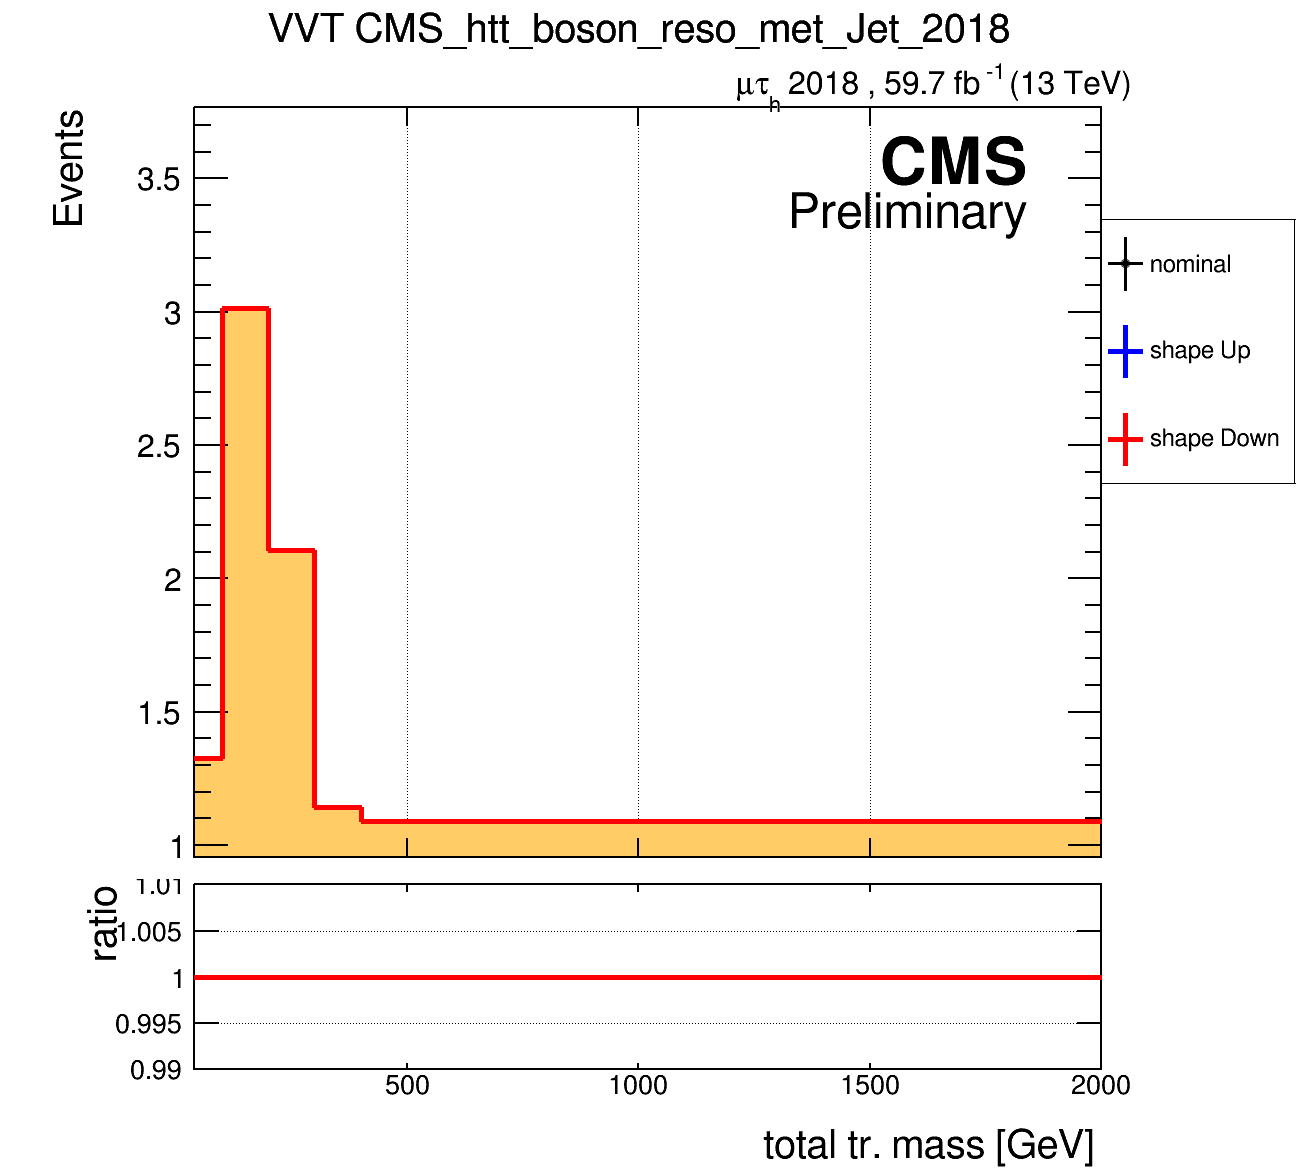 VVT CMS_htt_boson_reso_met_Jet_2018
μτh 2018 , 59.7 fb-1 (13 TeV)
Events
CMS
Preliminary
3.5
3
2.5
2
1.5
1
nominal
shape Up
shape Down
ratio
1.01
1.005
1
0.995
0.99
500 1000 1500 2000
total tr. mass [GeV]